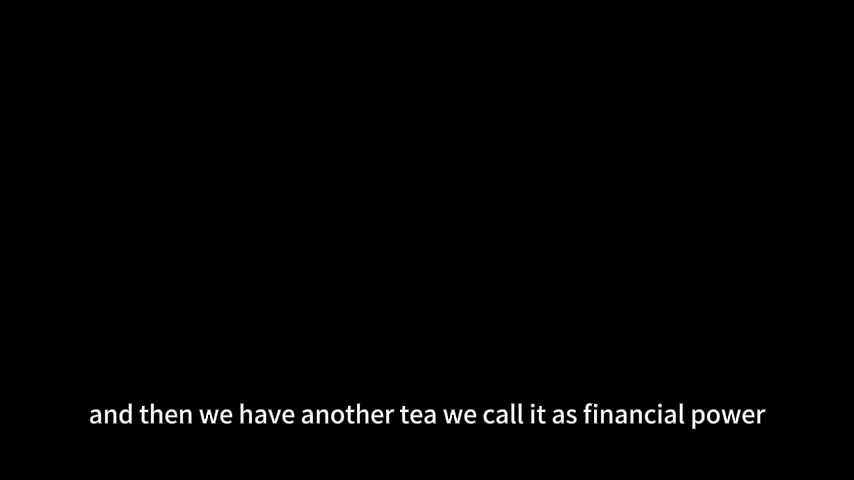 and then we have another tea we call it as financial power